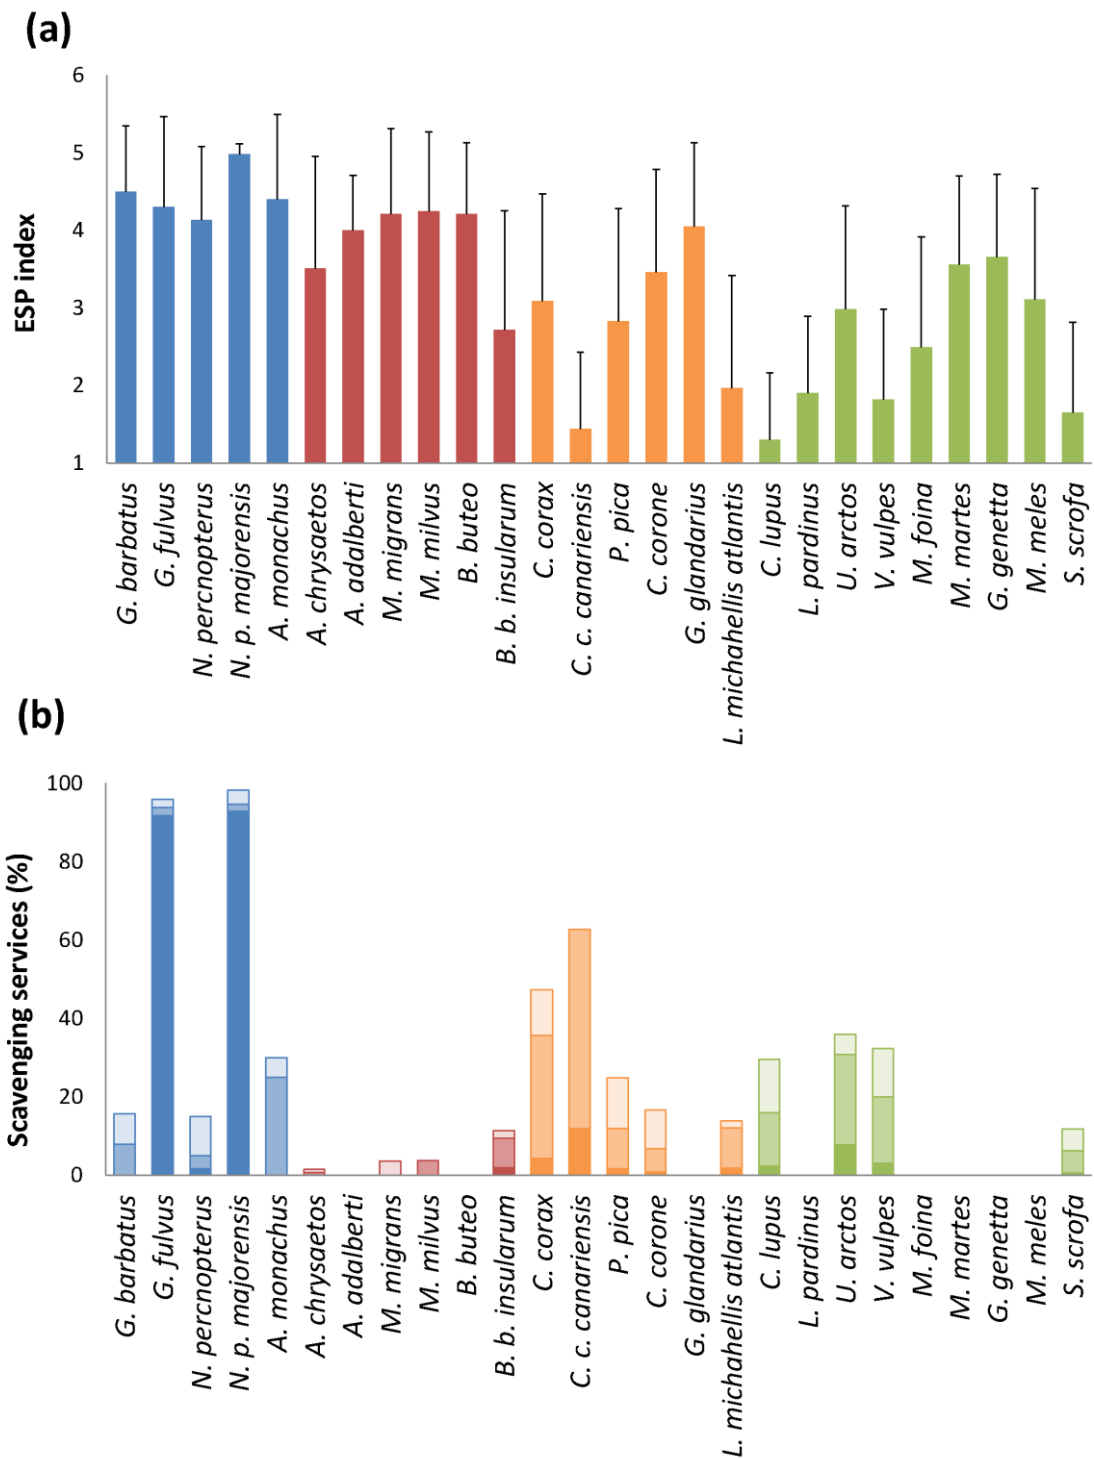 (a)
6
5
4
3
2
1
ESP index
G. barbatus
G. fulvus
N. percnopterus
N. p. majorensis
A. monachus
A. chrysaetos
A. adalberti
M. migrans
M. milvus
B. buteo
B. b. insularum
C. corax
C. c. canariensis
P. pica
C. corone
G. glandarius
L. michahellis atlantis
C. lupus
L. pardinus
U. arctos
V. vulpes
M. foina
M. martes
G. genetta
M. meles
S. scrofa
(b)
100
80
60
40
20
0
Scavenging services (%)
G. barbatus
G. fulvus
N. percnopterus
N. p. majorensis
A. monachus
A. chrysaetos
A. adalberti
M. migrans
M. milvus
B. buteo
B. b. insularum
C. corax
C. c. canariensis
P. pica
C. corone
G. glandarius
L. michahellis atlantis
C. lupus
L. pardinus
U. arctos
V. vulpes
M. foina
M. martes
G. genetta
M. meles
S. scrofa